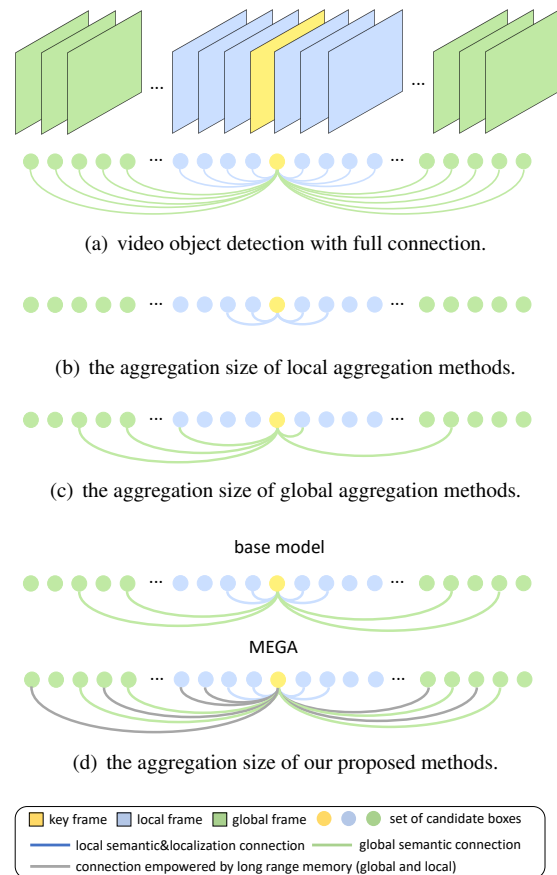 ...
...
...
...
(a) video object detection with full connection.
...
...
(b) the aggregation size of local aggregation methods.
...
...
(c) the aggregation size of global aggregation methods.
base model
...
...
MEGA
...
...
(d) the aggregation size of our proposed methods.
key frame local frame global frame set of candidate boxes
local semantic&localization connection global semantic connection
connection empowered by long range memory (global and local)